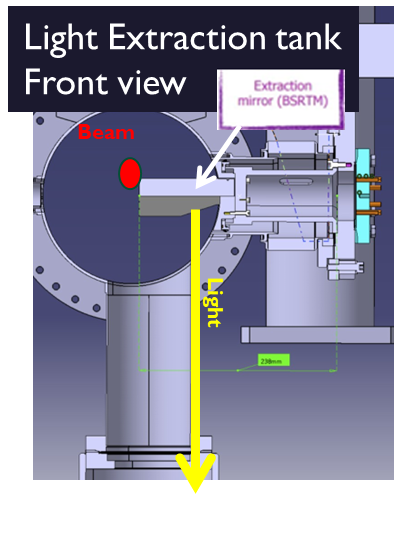 Light Extraction tank
Front view
Extraction
mirror (BSRTM)
Beam
Light
238mm